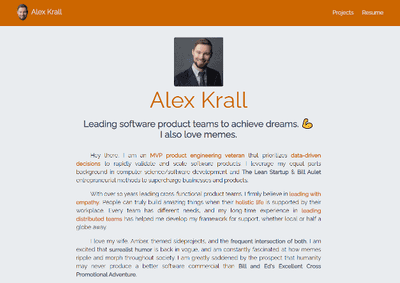 Alex Krall
Projects Resume
Alex Krall
Leading software product teams to achieve dreams. 💪
I also love memes.
Hey there. I am an MVP product engineering veteran that prioritizes data-driven
decisions to rapidly validate and scale software products. I leverage my equal parts
background in computer science/software development and The Lean Startup & Bill Aulet
entrepreneurial methods to supercharge businesses and products.
With over 10 years leading cross-functional product teams, I firmly believe in leading with
empathy. People can truly build amazing things when their holistic life is supported by their
workplace. Every team has different needs, and my long-time experience in leading
distributed teams has helped me develop my framework for support, whether local or half a
globe away.
I love my wife, Amber, themed sideprojects, and the frequent intersection of both. I am
excited that surrealist humor is back in vogue, and am constantly fascinated at how memes
ripple and morph throughout society. I am greatly saddened by the prospect that humanity
may never produce a better software commercial than Bill and Ed's Excellent Cross
Promotional Adventure.